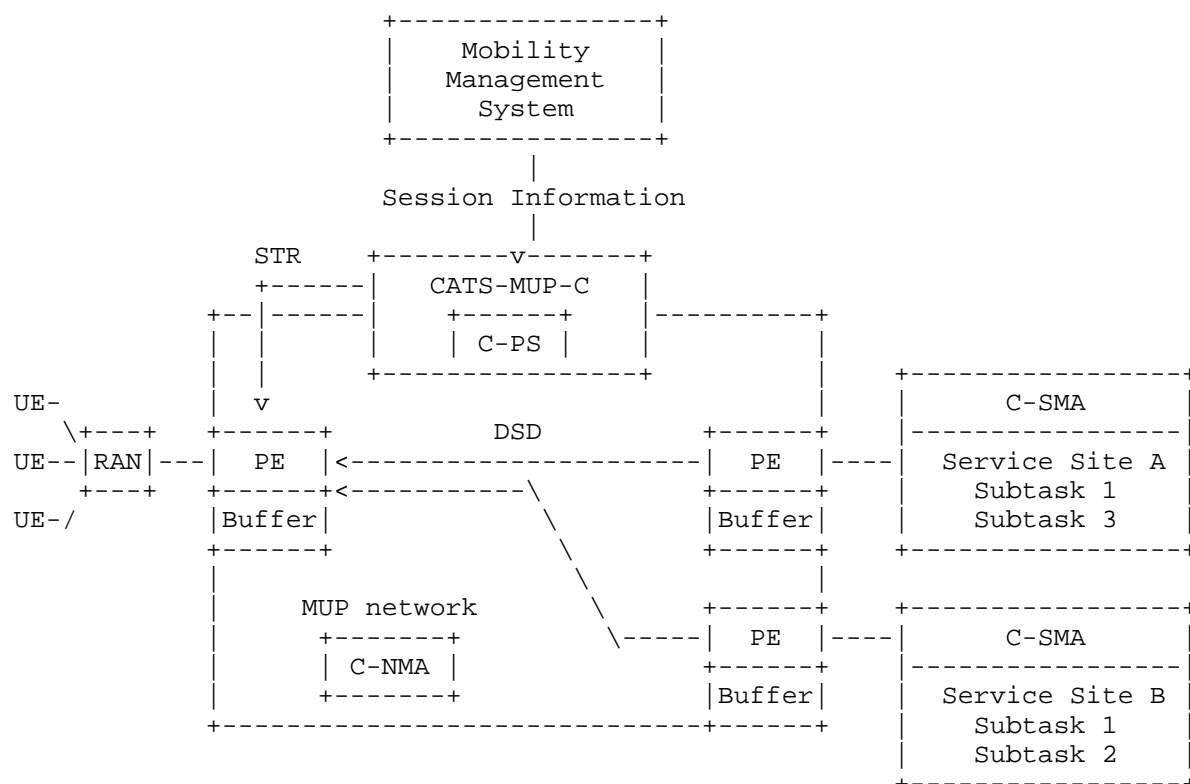 Mobility
Management
System
Session Information
STR
CATS-MUP-C
C-PS
UE-
C-SMA
DSD
UE--
RAN
PE
PE
Service Site A
Subtask 1
UE-/
Buffer
Buffer
Subtask 3
MUP network
PE
C-SMA
C-NMA
Buffer
Service Site B
Subtask 1
Subtask 2